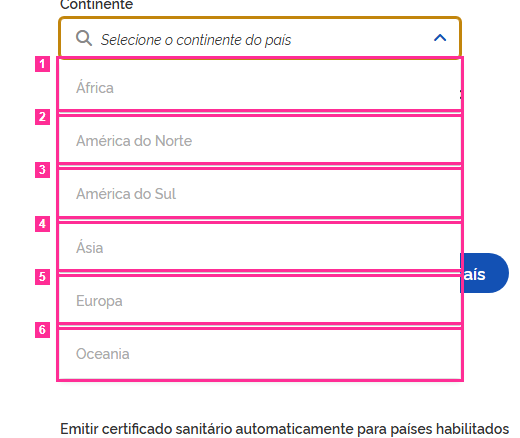 Continente
Selecione o continente do país
1
África
2
América do Norte
3
América do Sul
4
Ásia
aís
5
Europa
6
Oceania
Emitir certificado sanitário automaticamente para países habilitados